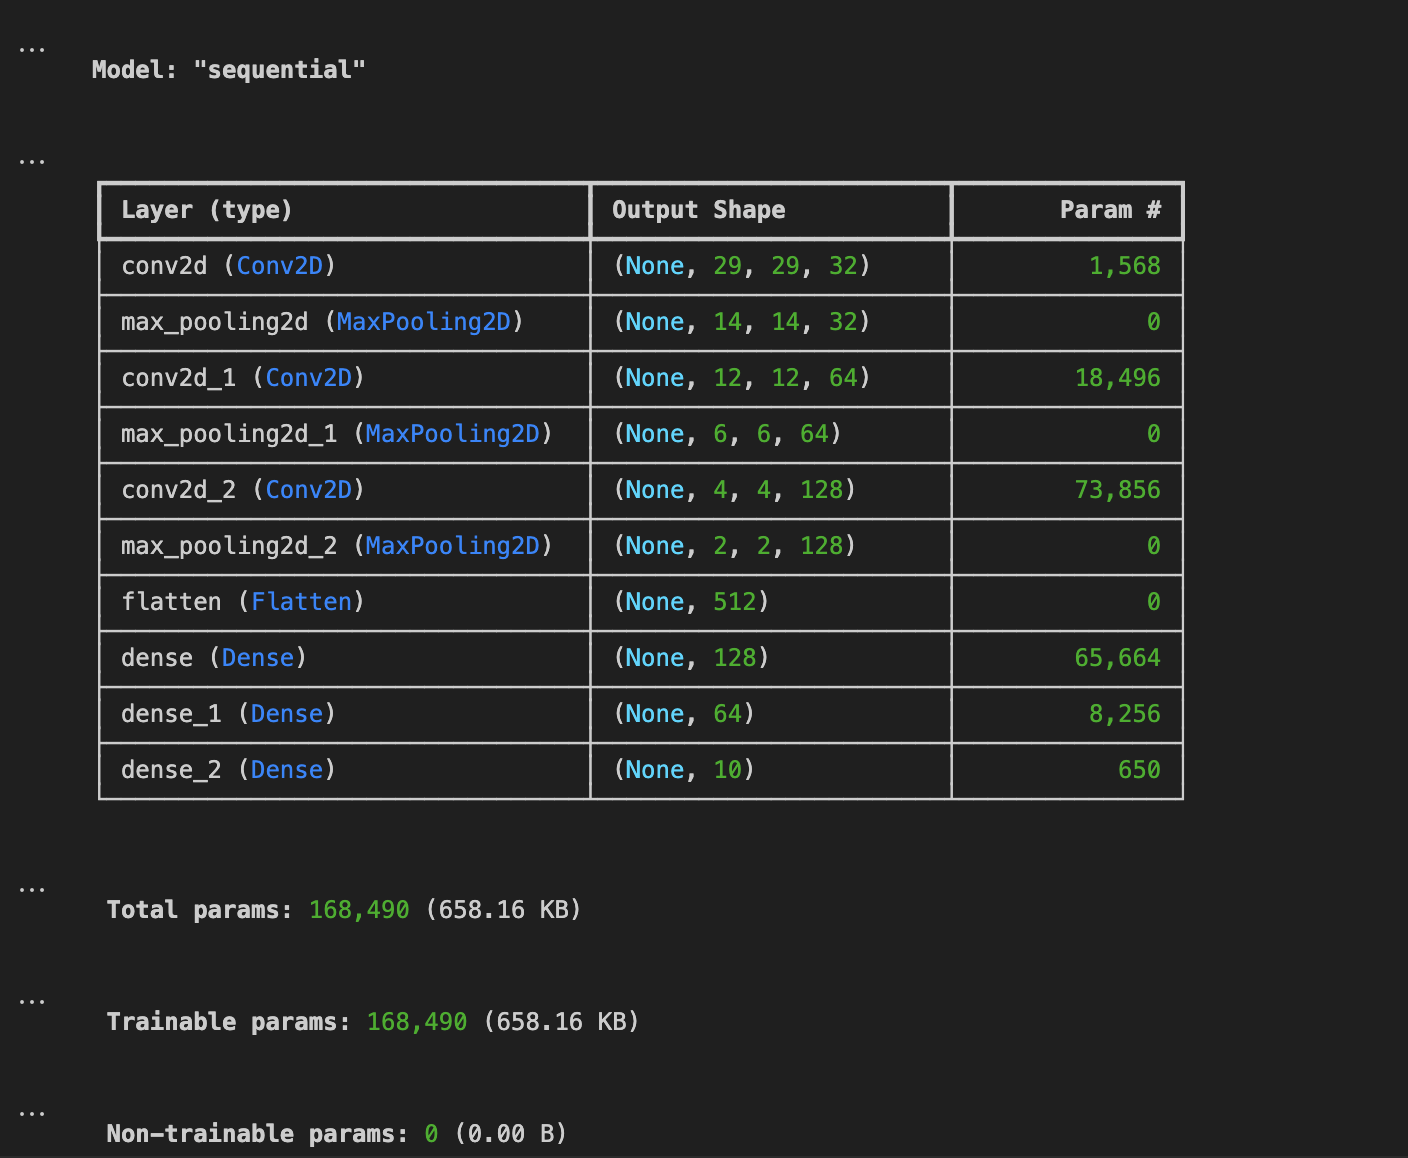 ...
Model: "sequential"
...
Layer (type) Output Shape Param #
conv2d (Conv2D) (None, 29, 29, 32) 1,568
max_pooling2d (MaxPooling2D) (None, 14, 14, 32) 0
conv2d_1 (Conv2D) (None, 12, 12, 64) 18,496
max_pooling2d_1 (MaxPooling2D) (None, 6, 6, 64) 0
conv2d_2 (Conv2D) (None, 4, 4, 128) 73,856
max_pooling2d_2 (MaxPooling2D) (None, 2, 2, 128) 0
flatten (Flatten) (None, 512) 0
dense (Dense) (None, 128) 65,664
dense_1 (Dense) (None, 64) 8,256
dense_2 (Dense) (None, 10) 650
...
Total params: 168,490 (658.16 KB)
...
Trainable params: 168,490 (658.16 KB)
...
Non-trainable params: 0 (0.00 B)